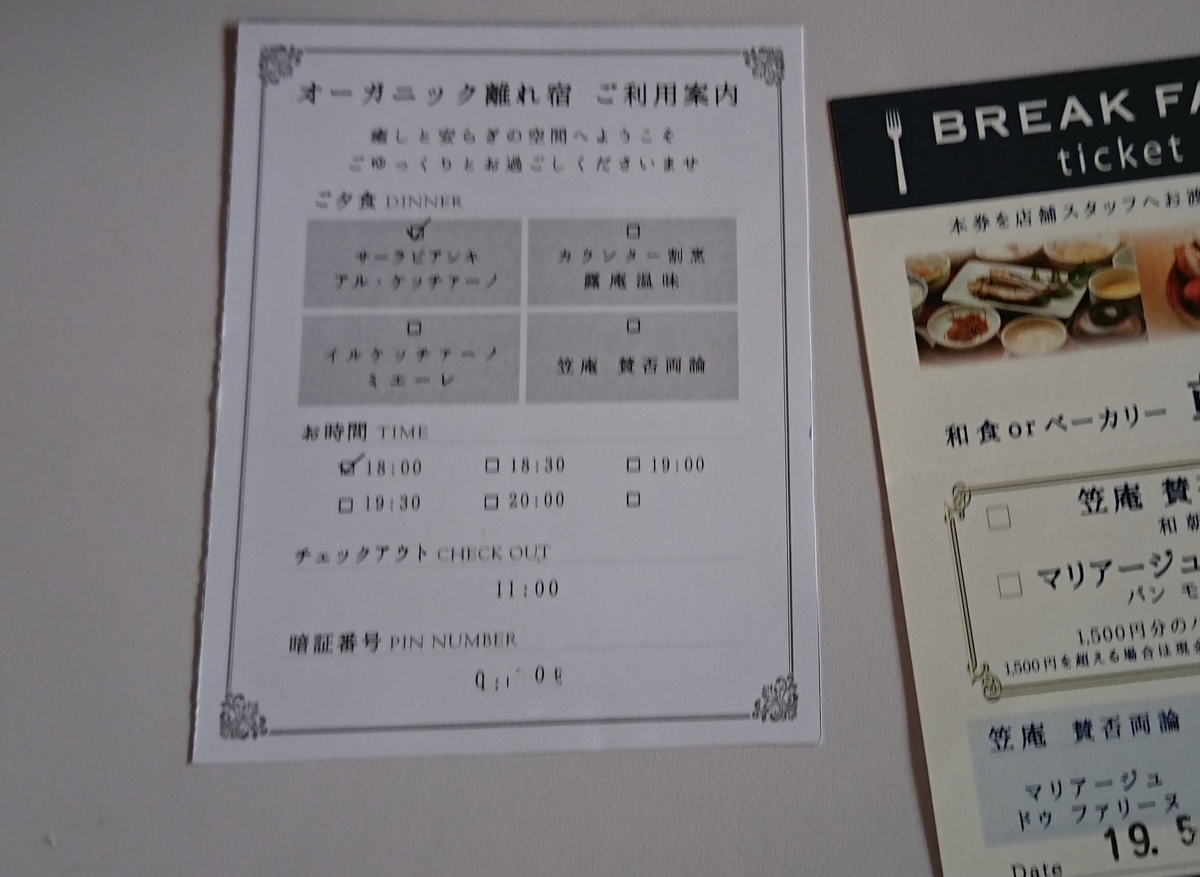 オーガニック離れ宿 ご利用案内
癒しと安らぎの空間へようこそ
ごゆっくりとお過ごしくださいませ
ご夕食 DINNER
サーラビアンキ
アル・ケッチァーノ
カウンター割烹
露庵温味
イルケッチァーノ
ミエーレ
笠庵 賛否両論
お時間 TIME
18:00 18:30 19:00
19:30 20:00
チェックアウト CHECK OUT
11:00
暗証番号 PIN NUMBER
BREAK FA
ticket
本券を店舗スタッフへお渡
和食orベーカリー
笠庵 賛
和朝
マリアージュ
パン モ
1,500円分の
1,500円を超える場合は現金
笠庵 賛否両論
マリアージュ
ドゥ ファリーヌ
Date 19. 5